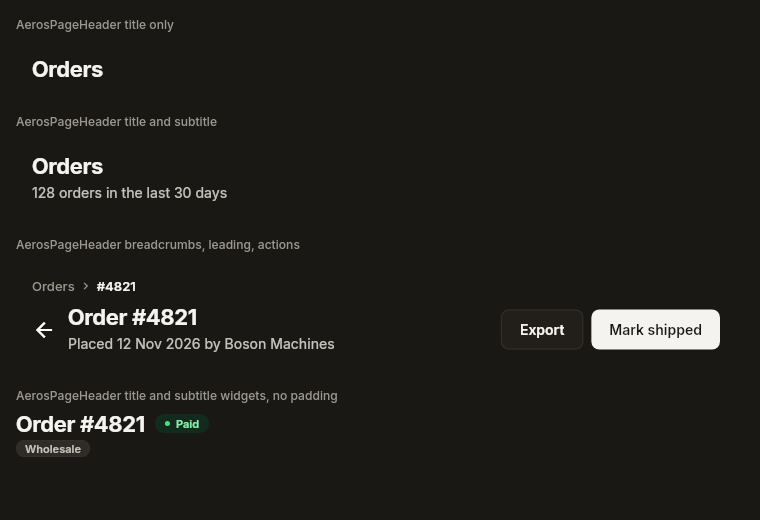 AerosPageHeader title only
Orders
AerosPageHeader title and subtitle
Orders
128 orders in the last 30 days
AerosPageHeader breadcrumbs, leading, actions
Orders > #4821
Order #4821
Placed 12 Nov 2026 by Boson Machines
Export
Mark shipped
AerosPageHeader title and subtitle widgets, no padding
Order #4821 Paid
Wholesale